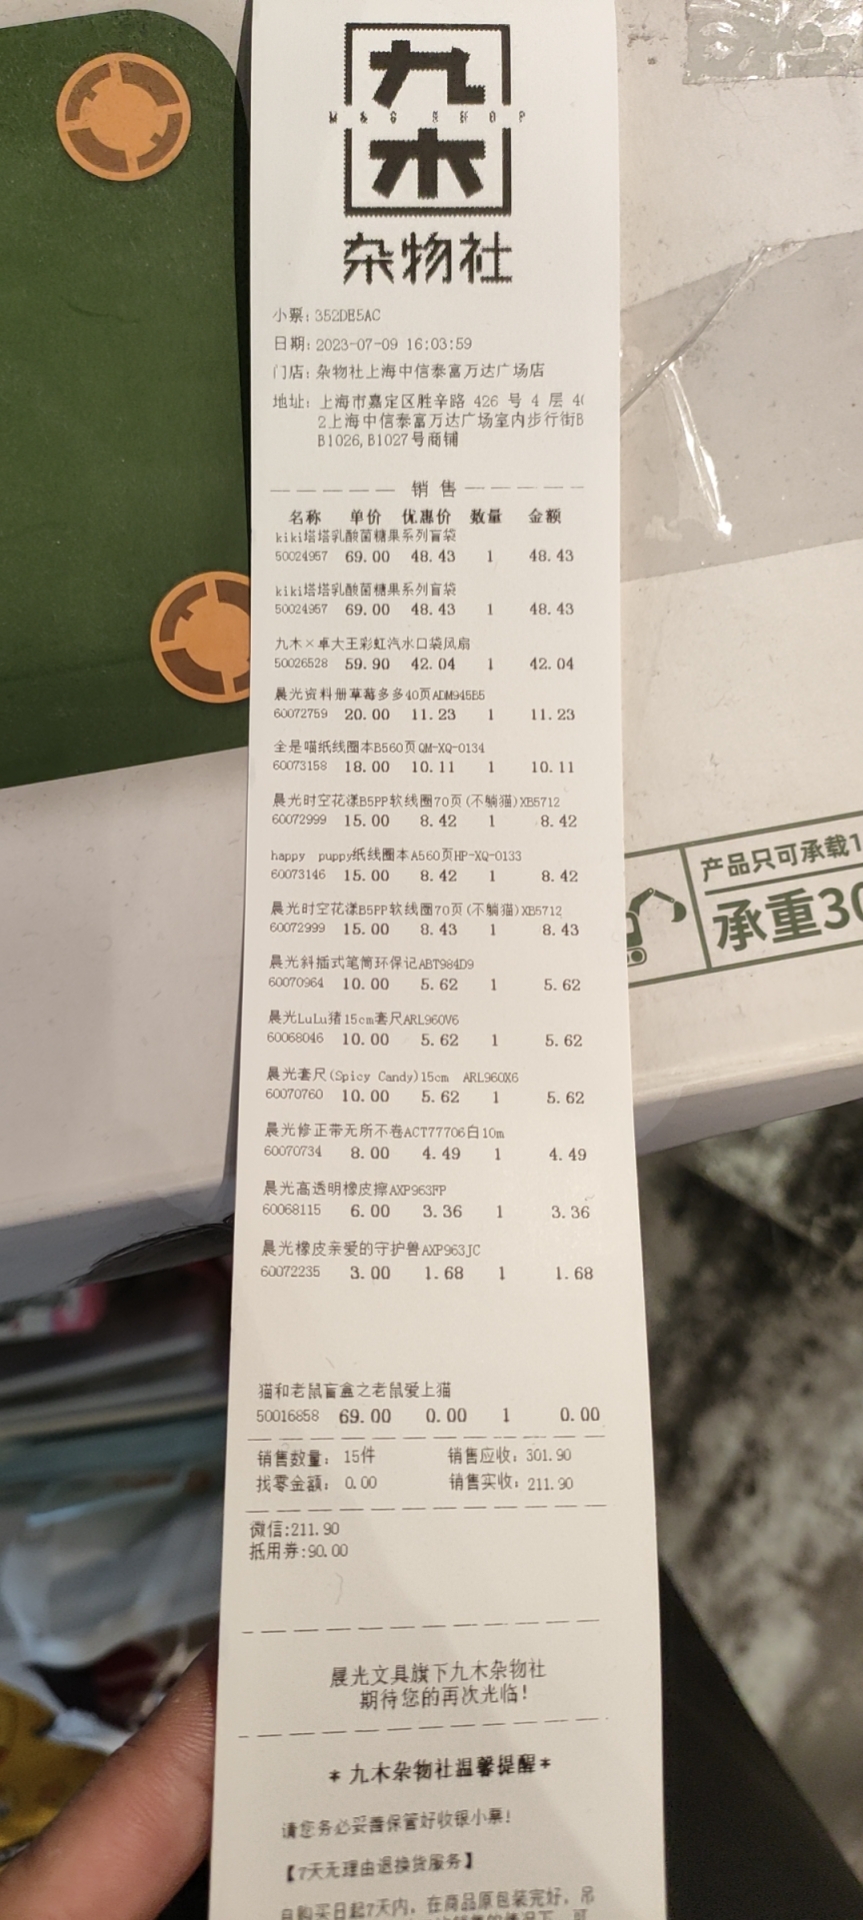 九
M & G SHOP
木
杂物社
小票: 352DE5AC
日期: 2023-07-09 16:03:59
门店: 杂物社上海中信泰富万达广场店
地址: 上海市嘉定区胜辛路 426 号 4 层 40
2上海中信泰富万达广场室内步行街B
B1026,B1027号商铺
销 售
名称 单价 优惠价 数量 金额
kiki塔塔乳酸菌糖果系列盲袋
50024957 69.00 48.43 1 48.43
kiki塔塔乳酸菌糖果系列盲袋
50024957 69.00 48.43 1 48.43
九木×卓大王彩虹汽水口袋风扇
50026528 59.90 42.04 1 42.04
晨光资料册草莓多多40页ADM945B5
60072759 20.00 11.23 1 11.23
全是喵纸线圈本B560页QM-XQ-0134
60073158 18.00 10.11 1 10.11
晨光时空花漾B5PP软线圈70页(不躺猫)XB5712
60072999 15.00 8.42 1 8.42
happy puppy纸线圈本A560页HP-XQ-0133
60073146 15.00 8.42 1 8.42
晨光时空花漾B5PP软线圈70页(不躺猫)XB5712
60072999 15.00 8.43 1 8.43
晨光斜插式笔筒环保记ABT984D9
60070964 10.00 5.62 1 5.62
晨光LuLu猪15cm套尺ARL960V6
60068046 10.00 5.62 1 5.62
晨光套尺(Spicy Candy)15cm ARL960X6
60070760 10.00 5.62 1 5.62
晨光修正带无所不卷ACT77706白10m
60070734 8.00 4.49 1 4.49
晨光高透明橡皮擦AXP963FP
60068115 6.00 3.36 1 3.36
晨光橡皮亲爱的守护兽AXP963JC
60072235 3.00 1.68 1 1.68
猫和老鼠盲盒之老鼠爱上猫
50016858 69.00 0.00 1 0.00
销售数量: 15件 销售应收: 301.90
找零金额: 0.00 销售实收: 211.90
微信:211.90
抵用券:90.00
晨光文具旗下九木杂物社
期待您的再次光临!
* 九木杂物社温馨提醒*
请您务必妥善保管好收银小票!
【7天无理由退换货服务】
自购买日起7天内, 在商品原包装完好, 吊
产品只可承载1
承重30